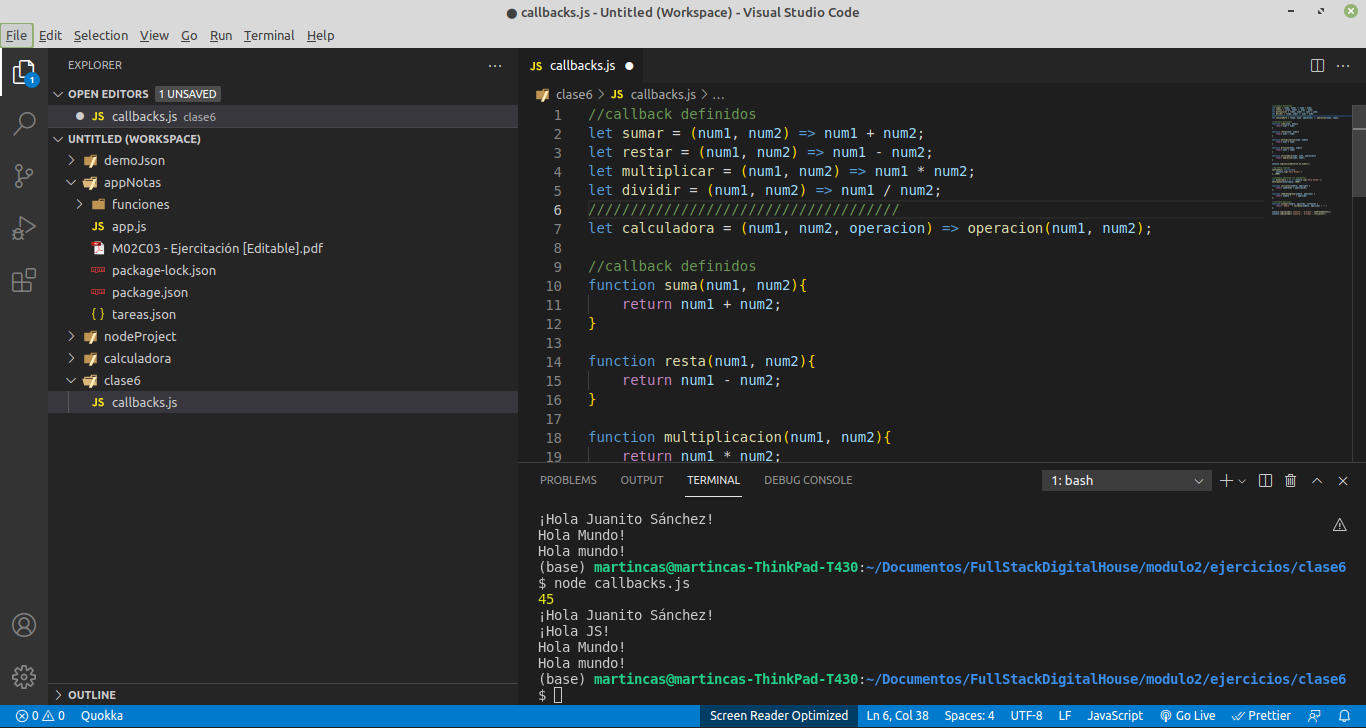 callbacks.js - Untitled (Workspace) - Visual Studio Code
File Edit Selection View Go Run Terminal Help
EXPLORER
OPEN EDITORS 1 UNSAVED
JS callbacks.js clase6
UNTITLED (WORKSPACE)
demoJson
appNotas
funciones
app.js
M02C03 - Ejercitación [Editable].pdf
package-lock.json
package.json
{ } tareas.json
nodeProject
calculadora
clase6
JS callbacks.js
OUTLINE
JS callbacks.js
clase6 > JS callbacks.js > ...
1 //callback definidos
2 let sumar = (num1, num2) => num1 + num2;
3 let restar = (num1, num2) => num1 - num2;
4 let multiplicar = (num1, num2) => num1 * num2;
5 let dividir = (num1, num2) => num1 / num2;
6 /////////////////////////////////////
7 let calculadora = (num1, num2, operacion) => operacion(num1, num2);
8
9 //callback definidos
10 function suma(num1, num2){
11 return num1 + num2;
12 }
13
14 function resta(num1, num2){
15 return num1 - num2;
16 }
17
18 function multiplicacion(num1, num2){
19 return num1 * num2;
PROBLEMS OUTPUT TERMINAL DEBUG CONSOLE 1: bash
¡Hola Juanito Sánchez!
Hola Mundo!
Hola mundo!
(base) martincas@martincas-ThinkPad-T430:~/Documentos/FullStackDigitalHouse/modulo2/ejercicios/clase6
$ node callbacks.js
45
¡Hola Juanito Sánchez!
¡Hola JS!
Hola Mundo!
Hola mundo!
(base) martincas@martincas-ThinkPad-T430:~/Documentos/FullStackDigitalHouse/modulo2/ejercicios/clase6
$
0 0 Quokka Screen Reader Optimized Ln 6, Col 38 Spaces: 4 UTF-8 LF JavaScript Go Live Prettier